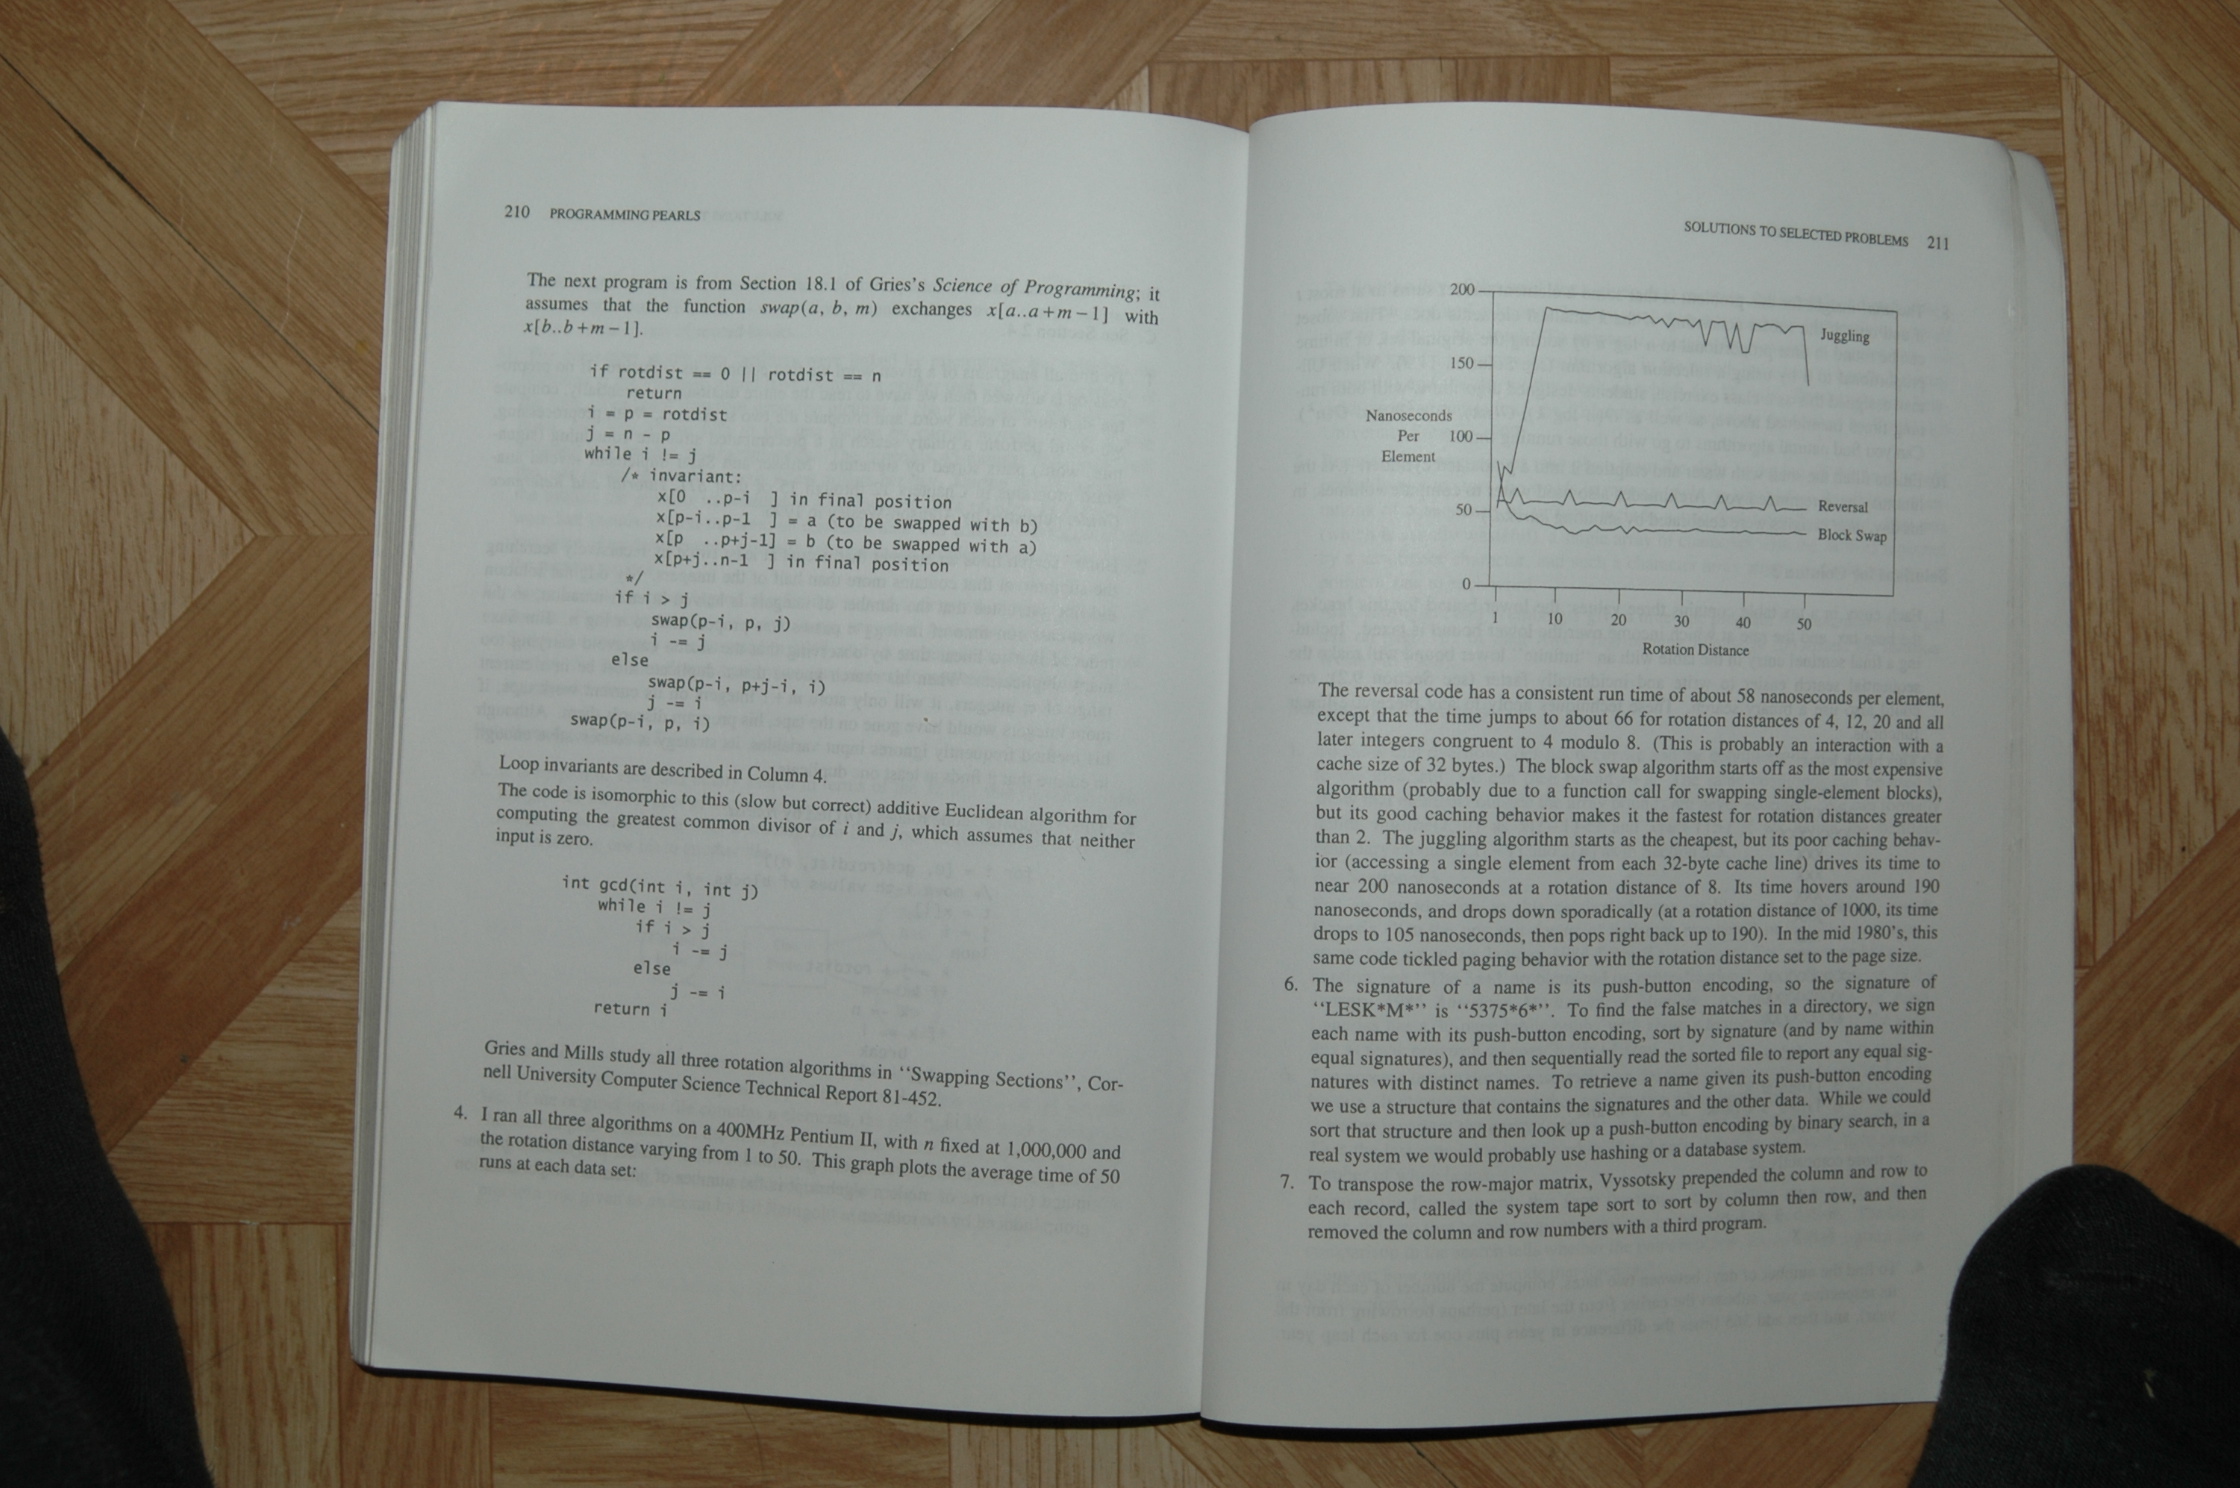 210 PROGRAMMING PEARLS
The next program is from Section 18.1 of Gries's Science of Programming; it
assumes that the function swap(a, b, m) exchanges x[a..a+m−1] with
x[b..b+m−1].
if rotdist == 0 || rotdist == n
return
i = p = rotdist
j = n - p
while i != j
/* invariant:
x[0 ..p-i ] in final position
x[p-i..p-1 ] = a (to be swapped with b)
x[p ..p+j-1] = b (to be swapped with a)
x[p+j..n-1 ] in final position
*/
if i > j
swap(p-i, p, j)
i -= j
else
swap(p-i, p+j-i, i)
j -= i
swap(p-i, p, i)
Loop invariants are described in Column 4.
The code is isomorphic to this (slow but correct) additive Euclidean algorithm for
computing the greatest common divisor of i and j, which assumes that neither
input is zero.
int gcd(int i, int j)
while i != j
if i > j
i -= j
else
j -= i
return i
Gries and Mills study all three rotation algorithms in ‘‘Swapping Sections’’, Cor-
nell University Computer Science Technical Report 81-452.
4. I ran all three algorithms on a 400MHz Pentium II, with n fixed at 1,000,000 and
the rotation distance varying from 1 to 50. This graph plots the average time of 50
runs at each data set:
SOLUTIONS TO SELECTED PROBLEMS 211
200
Juggling
150
Nanoseconds
Per 100
Element
50
Reversal
Block Swap
0
1 10 20 30 40 50
Rotation Distance
The reversal code has a consistent run time of about 58 nanoseconds per element,
except that the time jumps to about 66 for rotation distances of 4, 12, 20 and all
later integers congruent to 4 modulo 8. (This is probably an interaction with a
cache size of 32 bytes.) The block swap algorithm starts off as the most expensive
algorithm (probably due to a function call for swapping single-element blocks),
but its good caching behavior makes it the fastest for rotation distances greater
than 2. The juggling algorithm starts as the cheapest, but its poor caching behav-
ior (accessing a single element from each 32-byte cache line) drives its time to
near 200 nanoseconds at a rotation distance of 8. Its time hovers around 190
nanoseconds, and drops down sporadically (at a rotation distance of 1000, its time
drops to 105 nanoseconds, then pops right back up to 190). In the mid 1980's, this
same code tickled paging behavior with the rotation distance set to the page size.
6. The signature of a name is its push-button encoding, so the signature of
‘‘LESK*M*’’ is ‘‘5375*6*’’. To find the false matches in a directory, we sign
each name with its push-button encoding, sort by signature (and by name within
equal signatures), and then sequentially read the sorted file to report any equal sig-
natures with distinct names. To retrieve a name given its push-button encoding
we use a structure that contains the signatures and the other data. While we could
sort that structure and then look up a push-button encoding by binary search, in a
real system we would probably use hashing or a database system.
7. To transpose the row-major matrix, Vyssotsky prepended the column and row to
each record, called the system tape sort to sort by column then row, and then
removed the column and row numbers with a third program.